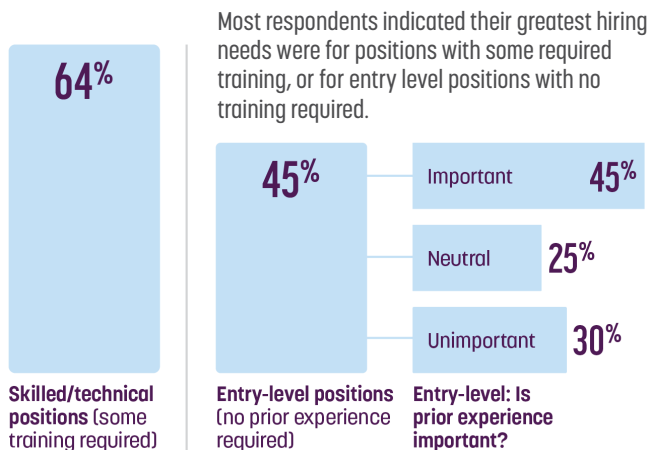 Most respondents indicated their greatest hiring
needs were for positions with some required
training, or for entry level positions with no
training required.
64%
Skilled/technical
positions (some
training required)
45%
Entry-level positions
(no prior experience
required)
Important 45%
Neutral 25%
Unimportant 30%
Entry-level: Is
prior experience
important?